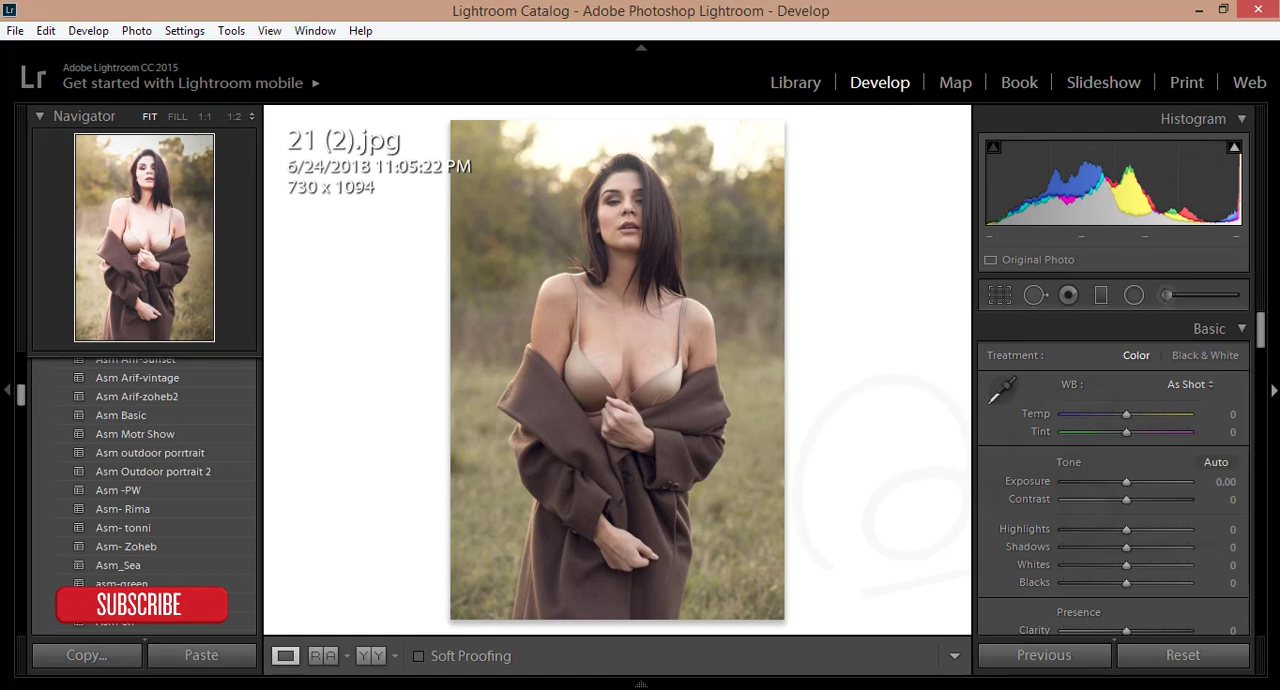 Lr
Lightroom Catalog - Adobe Photoshop Lightroom - Develop
File Edit Develop Photo Settings Tools View Window Help
Lr
Adobe Lightroom CC 2015
Get started with Lightroom mobile
Library Develop Map Book Slideshow Print Web
Navigator FIT FILL 1:1 1:2
Asm Arif-Sunset
Asm Arif-vintage
Asm Arif-zoheb2
Asm Basic
Asm Motr Show
Asm outdoor porrtrait
Asm Outdoor portrait 2
Asm -PW
Asm- Rima
Asm- tonni
Asm- Zoheb
Asm_Sea
asm-green
SUBSCRIBE
Copy... Paste
21 (2).jpg
6/24/2018 11:05:22 PM
730 x 1094
R A Y Y Soft Proofing
Histogram
Original Photo
Basic
Treatment : Color Black & White
WB : As Shot
Temp 0
Tint 0
Tone Auto
Exposure 0.00
Contrast 0
Highlights 0
Shadows 0
Whites 0
Blacks 0
Presence
Clarity 0
Previous Reset